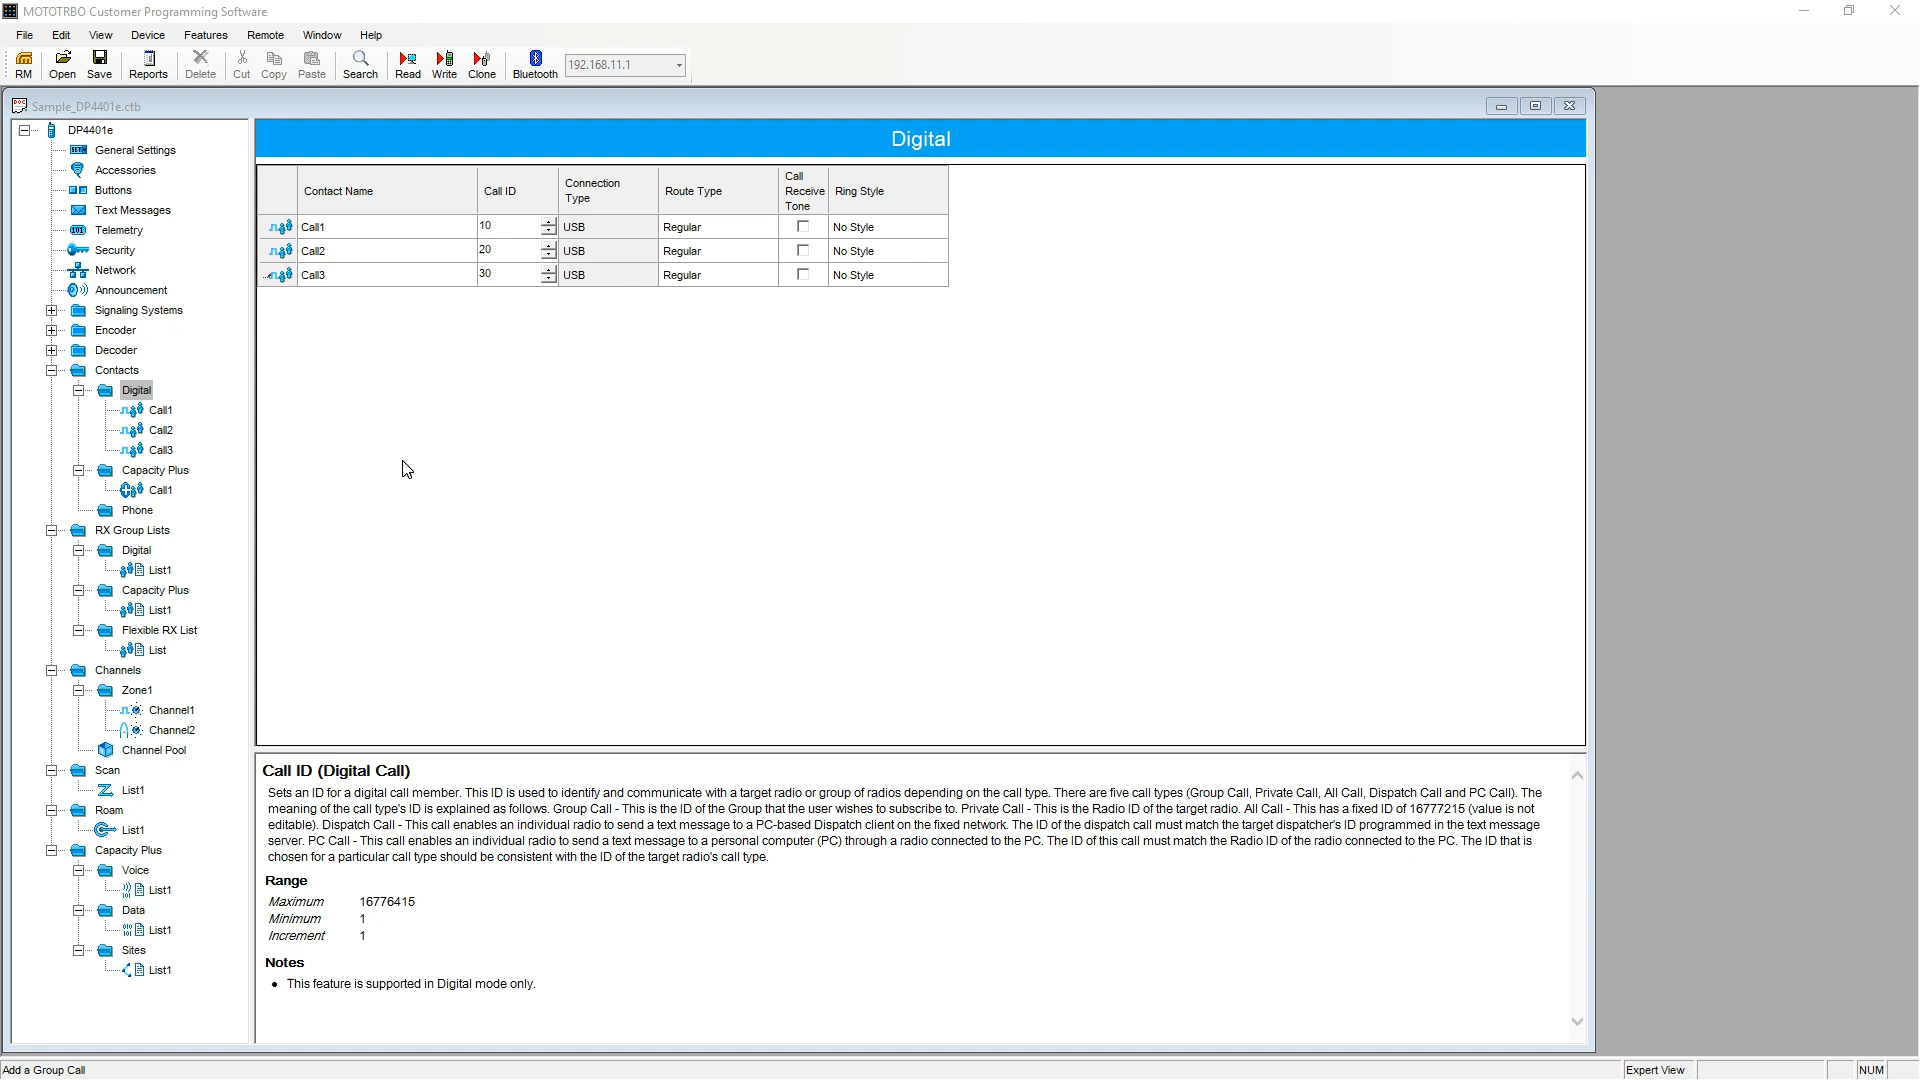 MOTOTRBO Customer Programming Software
File Edit View Device Features Remote Window Help
RM Open Save Reports Delete Cut Copy Paste Search Read Write Clone Bluetooth 192.168.11.1
Sample_DP4401e.ctb
DP4401e
General Settings
Accessories
Buttons
Text Messages
Telemetry
Security
Network
Announcement
Signaling Systems
Encoder
Decoder
Contacts
Digital
Call1
Call2
Call3
Capacity Plus
Call1
Phone
RX Group Lists
Digital
List1
Capacity Plus
List1
Flexible RX List
List
Channels
Zone1
Channel1
Channel2
Channel Pool
Scan
List1
Roam
List1
Capacity Plus
Voice
List1
Data
List1
Sites
List1
Digital
Contact Name Call ID Connection Type Route Type Call Receive Tone Ring Style
Call1 10 USB Regular No Style
Call2 20 USB Regular No Style
Call3 30 USB Regular No Style
Call ID (Digital Call)
Sets an ID for a digital call member. This ID is used to identify and communicate with a target radio or group of radios depending on the call type. There are five call types (Group Call, Private Call, All Call, Dispatch Call and PC Call). The
meaning of the call type's ID is explained as follows. Group Call - This is the ID of the Group that the user wishes to subscribe to. Private Call - This is the Radio ID of the target radio. All Call - This has a fixed ID of 16777215 (value is not
editable). Dispatch Call - This call enables an individual radio to send a text message to a PC-based Dispatch client on the fixed network. The ID of the dispatch call must match the target dispatcher's ID programmed in the text message
server. PC Call - This call enables an individual radio to send a text message to a personal computer (PC) through a radio connected to the PC. The ID of this call must match the Radio ID of the radio connected to the PC. The ID that is
chosen for a particular call type should be consistent with the ID of the target radio's call type.
Range
Maximum 16776415
Minimum 1
Increment 1
Notes
• This feature is supported in Digital mode only.
Add a Group Call Expert View NUM